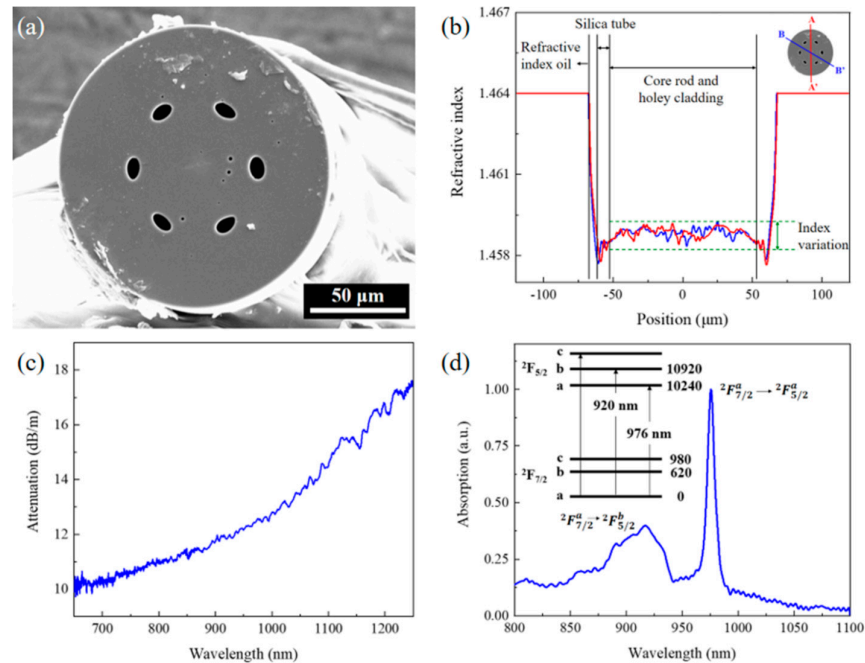 (a)
50 µm
(b)
1.467
1.464
1.461
1.458
Refractive index
Silica tube
Refractive
index oil
Core rod and
holey cladding
Index
variation
A
B
B'
A'
-100
-50
0
50
100
Position (µm)
(c)
18
16
14
12
10
Attenuation (dB/m)
700
800
900
1000
1100
1200
Wavelength (nm)
(d)
1.00
0.75
0.50
0.25
0.00
Absorption (a.u.)
c
²F5/2 b 10920
a 10240
920 nm
976 nm
c 980
²F7/2 b 620
a 0
²F7/2ᵃ→²F5/2ᵃ
²F7/2ᵃ→²F5/2ᵇ
800
850
900
950
1000
1050
1100
Wavelength (nm)